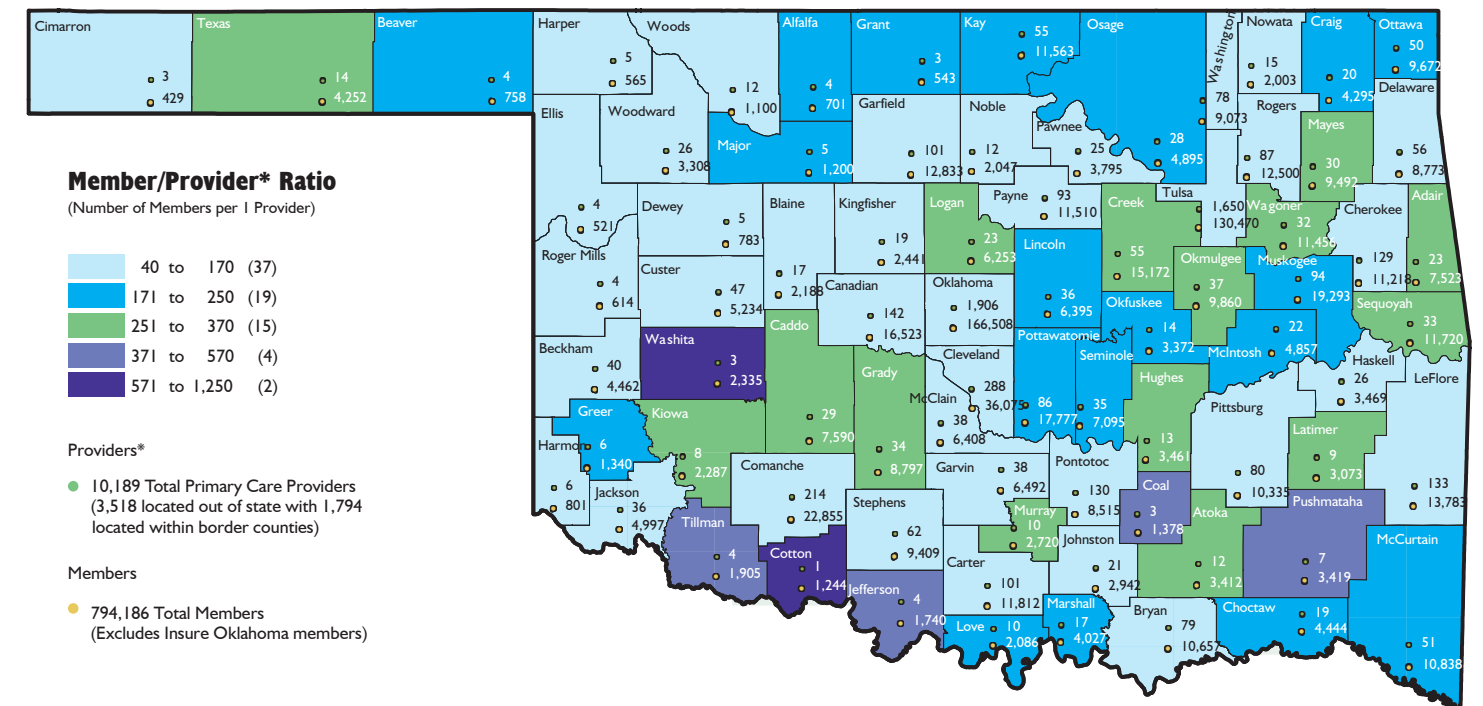 Cimarron
3
429
Texas
14
4,252
Beaver
4
758
Harper
5
565
Woods
12
1,100
Alfalfa
4
701
Grant
3
543
Kay
55
11,563
Osage
28
4,895
Washington
78
9,073
Nowata
15
2,003
Craig
20
4,295
Ottawa
50
9,672
Delaware
56
8,773
Ellis
4
521
Woodward
26
3,308
Major
5
1,200
Garfield
101
12,833
Noble
12
2,047
Pawnee
25
3,795
Rogers
87
12,500
Mayes
30
9,492
Member/Provider* Ratio
(Number of Members per 1 Provider)
40 to 170 (37)
171 to 250 (19)
251 to 370 (15)
371 to 570 (4)
571 to 1,250 (2)
Providers*
10,189 Total Primary Care Providers
(3,518 located out of state with 1,794
located within border counties)
Members
794,186 Total Members
(Excludes Insure Oklahoma members)
Dewey
5
783
Blaine
17
2,188
Kingfisher
19
2,441
Logan
23
6,253
Payne
93
11,510
Creek
55
15,172
Tulsa
1,650
130,470
Wagoner
32
11,456
Cherokee
129
11,218
Adair
23
7,523
Roger Mills
4
614
Custer
47
5,234
Canadian
142
16,523
Oklahoma
1,906
166,508
Lincoln
36
6,395
Okmulgee
37
9,860
Muskogee
94
19,293
Sequoyah
33
11,720
Okfuskee
14
3,372
McIntosh
22
4,857
Beckham
40
4,462
Washita
3
2,335
Caddo
29
7,590
Grady
34
8,797
Cleveland
288
36,075
McClain
38
6,408
Pottawatomie
86
17,777
Seminole
35
7,095
Hughes
13
3,461
Pittsburg
80
10,335
Haskell
26
3,469
LeFlore
133
13,783
Latimer
9
3,073
Greer
6
1,340
Kiowa
8
2,287
Harmon
6
801
Jackson
36
4,997
Comanche
214
22,855
Stephens
62
9,409
Garvin
38
6,492
Pontotoc
130
8,515
Coal
3
1,378
Atoka
12
3,412
Pushmataha
7
3,419
McCurtain
51
10,838
Tillman
4
1,905
Cotton
1
1,244
Jefferson
4
1,740
Murray
10
2,720
Carter
101
11,812
Johnston
21
2,942
Love
10
2,086
Marshall
17
4,027
Bryan
79
10,657
Choctaw
19
4,444